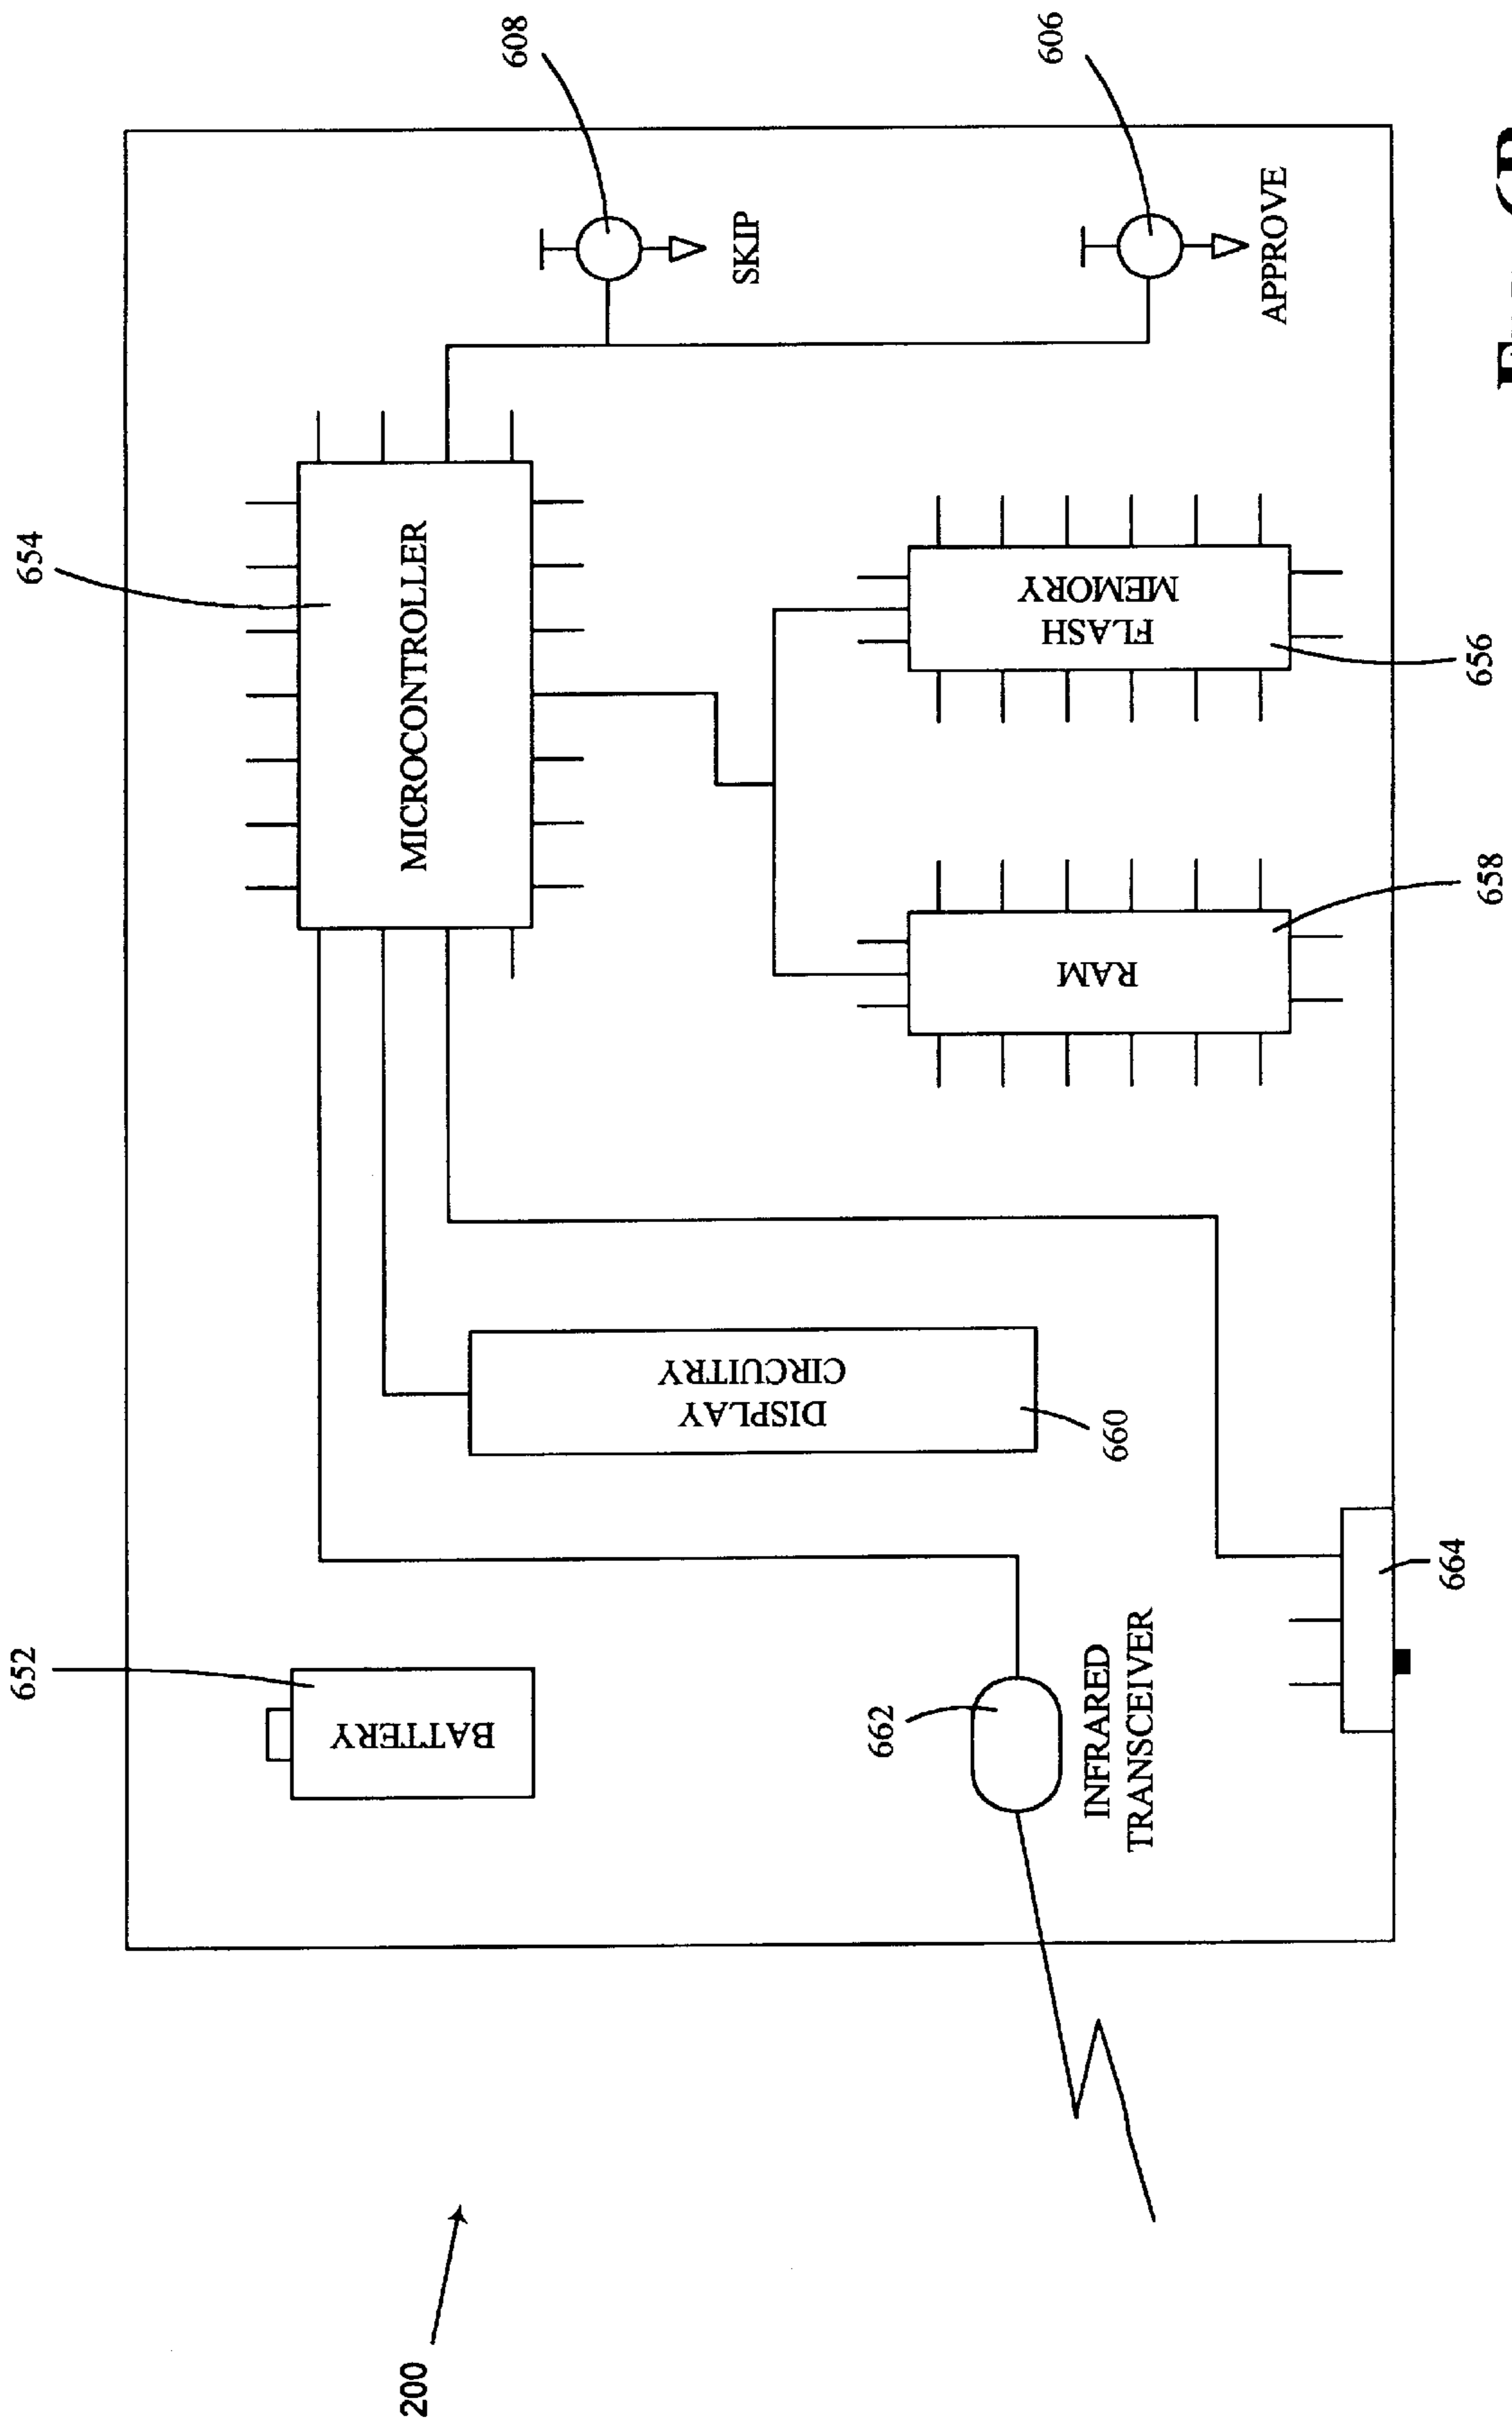 654
608
606
652
MICROCONTROLLER
SKIP
APPROVE
FLASH
MEMORY
656
RAM
658
DISPLAY
CIRCUITRY
660
BATTERY
662
INFRARED
TRANSCEIVER
664
200